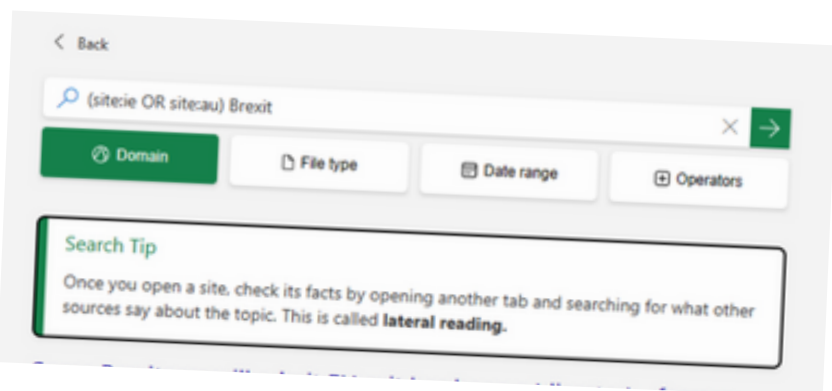 Back
(site:ie OR site:au) Brexit
Domain File type Date range Operators
Search Tip
Once you open a site, check its facts by opening another tab and searching for what other
sources say about the topic. This is called lateral reading.